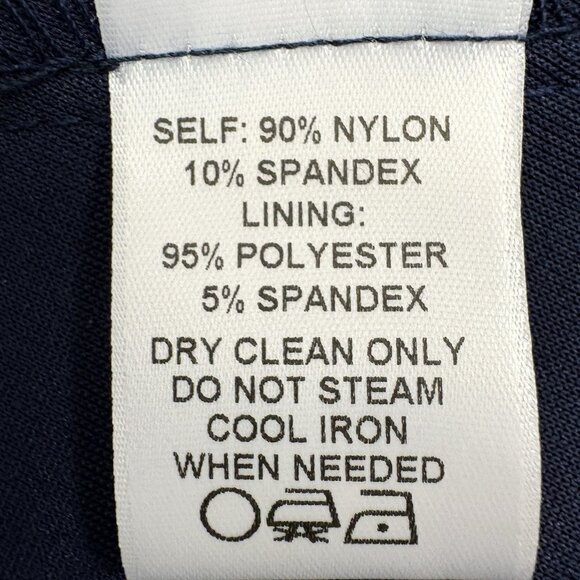 SELF: 90% NYLON
10% SPANDEX
LINING:
95% POLYESTER
5% SPANDEX
DRY CLEAN ONLY
DO NOT STEAM
COOL IRON
WHEN NEEDED